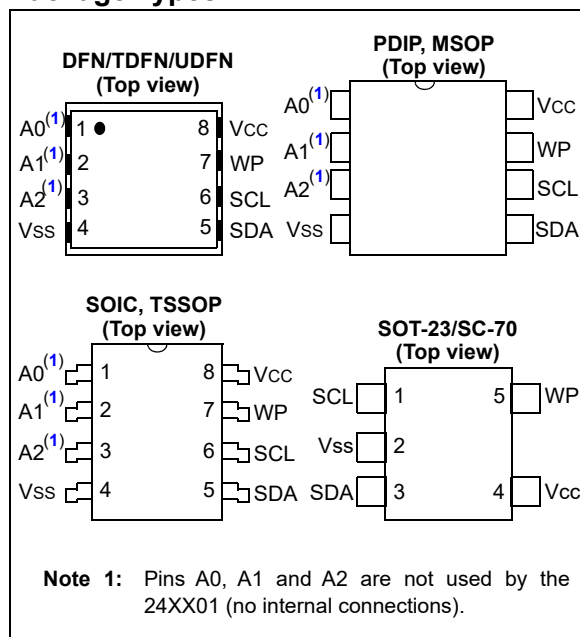 DFN/TDFN/UDFN
(Top view)
A0(1) 1 8 VCC
A1(1) 2 7 WP
A2(1) 3 6 SCL
VSS 4 5 SDA
PDIP, MSOP
(Top view)
A0(1) VCC
A1(1) WP
A2(1) SCL
VSS SDA
SOIC, TSSOP
(Top view)
A0(1) 1 8 VCC
A1(1) 2 7 WP
A2(1) 3 6 SCL
VSS 4 5 SDA
SOT-23/SC-70
(Top view)
SCL 1 5 WP
Vss 2
SDA 3 4 Vcc
Note 1: Pins A0, A1 and A2 are not used by the
24XX01 (no internal connections).